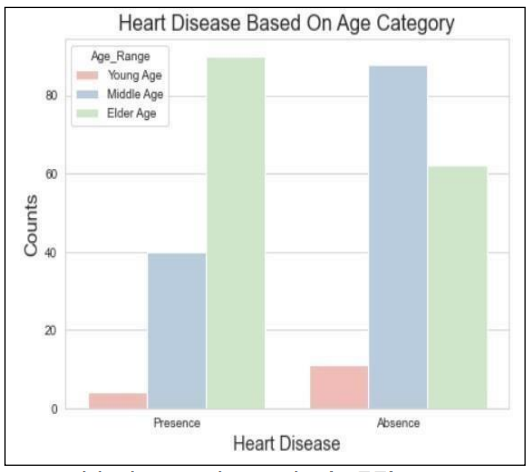 Heart Disease Based On Age Category
Age_Range
Young Age
Middle Age
Elder Age
80
60
40
20
0
Counts
Presence
Absence
Heart Disease